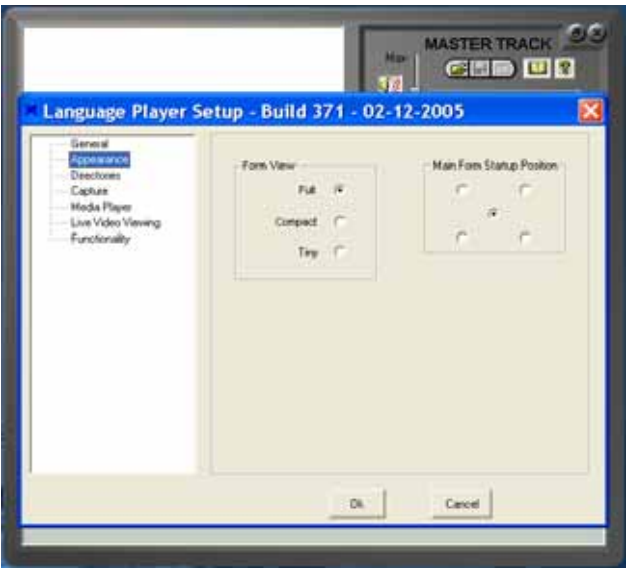 MASTER TRACK
Max
?
Language Player Setup - Build 371 - 02-12-2005
General
Appearance
Directories
Capture
Media Player
Live Video Viewing
Functionality
Form View
Full
Compact
Tiny
Main Form Startup Position
Ok
Cancel